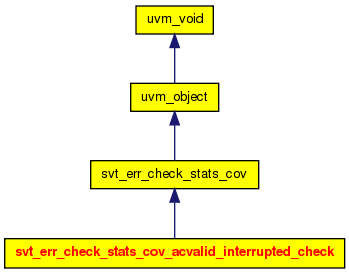 uvm_void
uvm_object
svt_err_check_stats_cov
svt_err_check_stats_cov_acvalid_interrupted_check